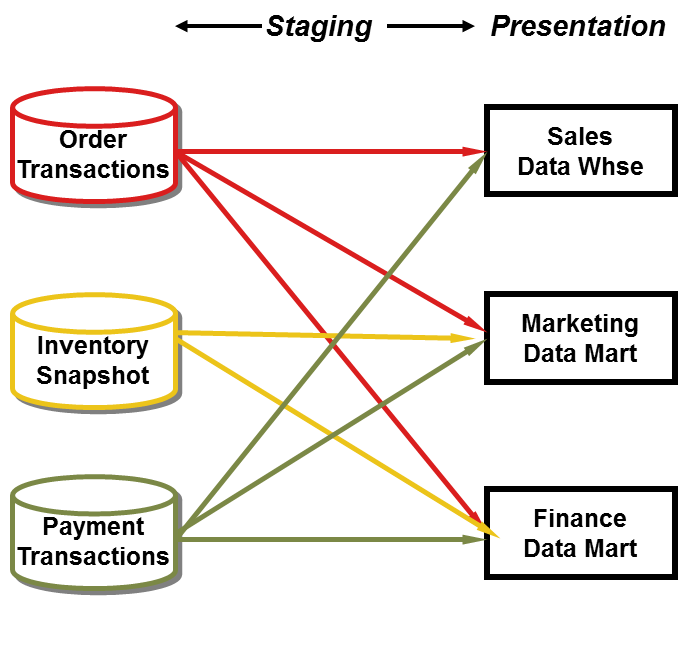 Staging
Presentation
Order
Transactions
Sales
Data Whse
Inventory
Snapshot
Marketing
Data Mart
Payment
Transactions
Finance
Data Mart